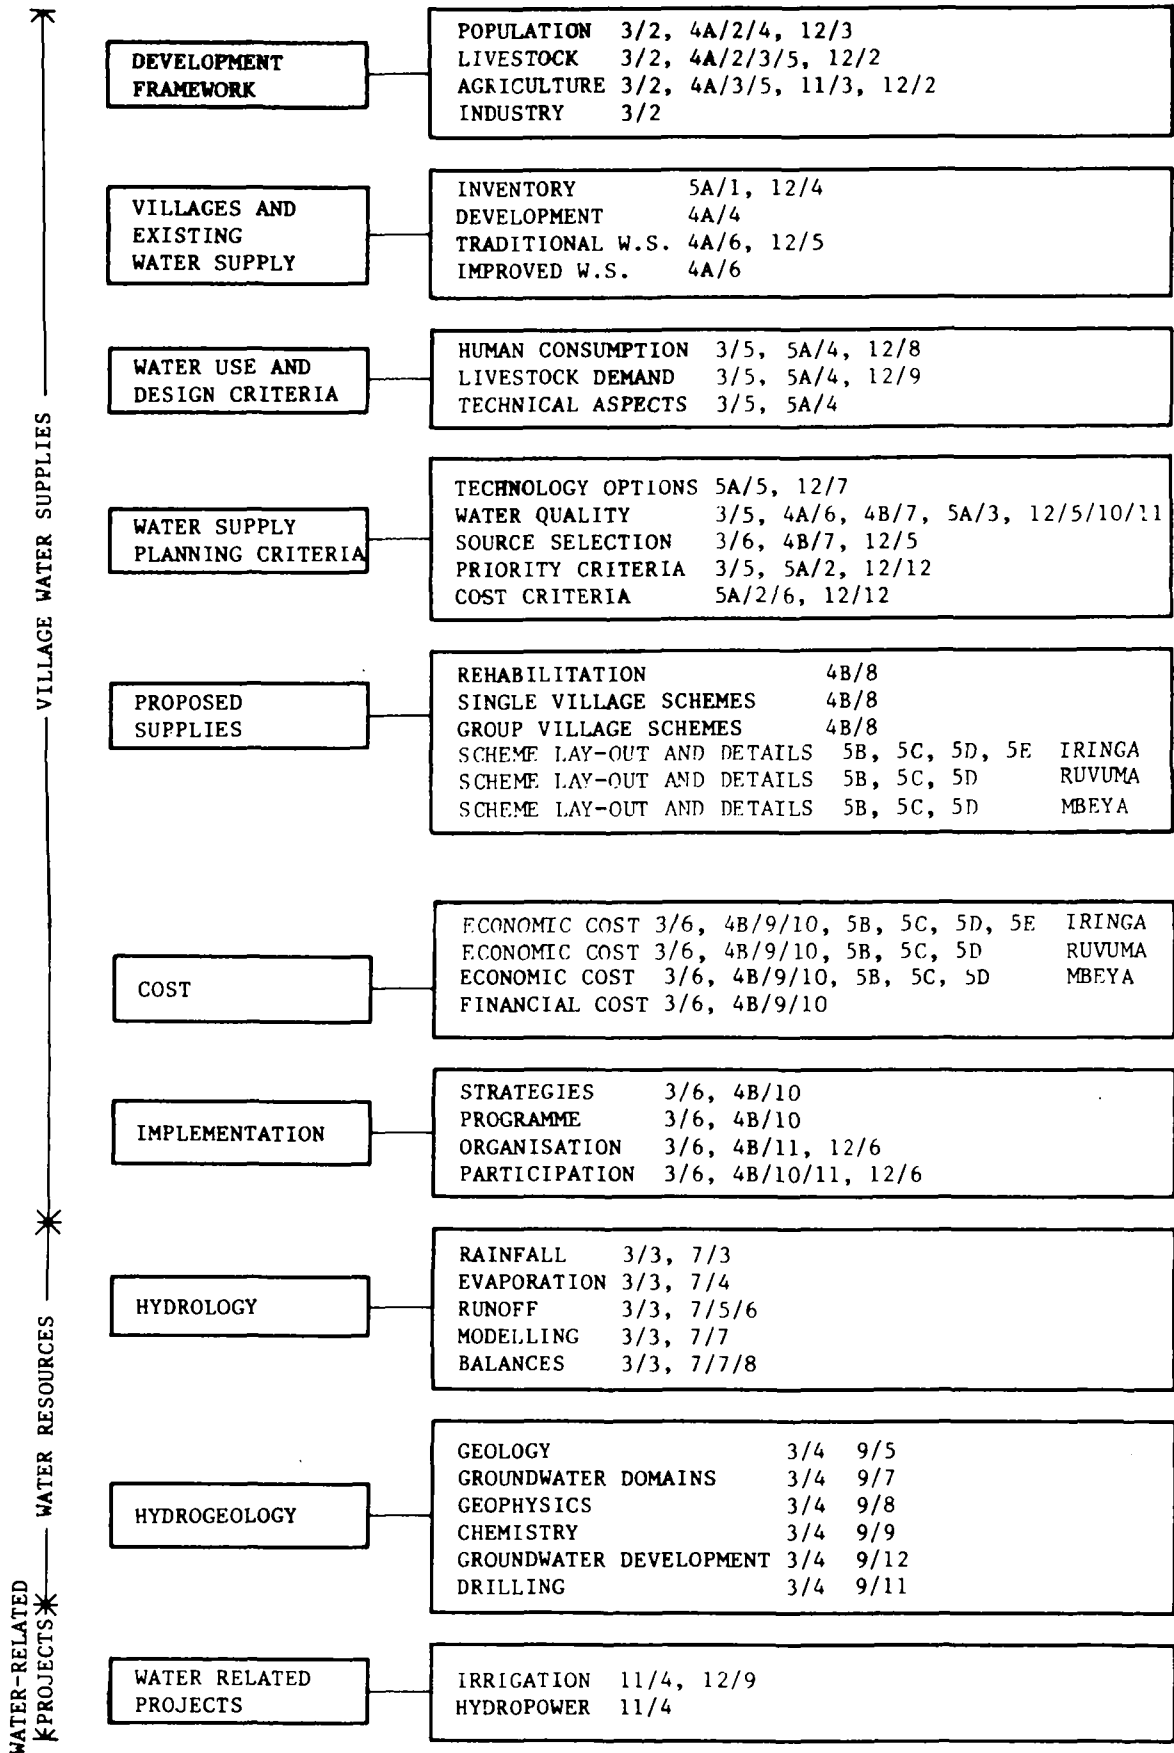 DEVELOPMENT
FRAMEWORK
POPULATION 3/2, 4A/2/4, 12/3
LIVESTOCK 3/2, 4A/2/3/5, 12/2
AGRICULTURE 3/2, 4A/3/5, 11/3, 12/2
INDUSTRY 3/2
VILLAGES AND
EXISTING
WATER SUPPLY
INVENTORY 5A/1, 12/4
DEVELOPMENT 4A/4
TRADITIONAL W.S. 4A/6, 12/5
IMPROVED W.S. 4A/6
WATER USE AND
DESIGN CRITERIA
HUMAN CONSUMPTION 3/5, 5A/4, 12/8
LIVESTOCK DEMAND 3/5, 5A/4, 12/9
TECHNICAL ASPECTS 3/5, 5A/4
WATER SUPPLY
PLANNING CRITERIA
TECHNOLOGY OPTIONS 5A/5, 12/7
WATER QUALITY 3/5, 4A/6, 4B/7, 5A/3, 12/5/10/11
SOURCE SELECTION 3/6, 4B/7, 12/5
PRIORITY CRITERIA 3/5, 5A/2, 12/12
COST CRITERIA 5A/2/6, 12/12
PROPOSED
SUPPLIES
REHABILITATION 4B/8
SINGLE VILLAGE SCHEMES 4B/8
GROUP VILLAGE SCHEMES 4B/8
SCHEME LAY-OUT AND DETAILS 5B, 5C, 5D, 5E IRINGA
SCHEME LAY-OUT AND DETAILS 5B, 5C, 5D RUVUMA
SCHEME LAY-OUT AND DETAILS 5B, 5C, 5D MBEYA
COST
ECONOMIC COST 3/6, 4B/9/10, 5B, 5C, 5D, 5E IRINGA
ECONOMIC COST 3/6, 4B/9/10, 5B, 5C, 5D RUVUMA
ECONOMIC COST 3/6, 4B/9/10, 5B, 5C, 5D MBEYA
FINANCIAL COST 3/6, 4B/9/10
IMPLEMENTATION
STRATEGIES 3/6, 4B/10
PROGRAMME 3/6, 4B/10
ORGANISATION 3/6, 4B/11, 12/6
PARTICIPATION 3/6, 4B/10/11, 12/6
VILLAGE WATER SUPPLIES
HYDROLOGY
RAINFALL 3/3, 7/3
EVAPORATION 3/3, 7/4
RUNOFF 3/3, 7/5/6
MODELLING 3/3, 7/7
BALANCES 3/3, 7/7/8
HYDROGEOLOGY
GEOLOGY 3/4 9/5
GROUNDWATER DOMAINS 3/4 9/7
GEOPHYSICS 3/4 9/8
CHEMISTRY 3/4 9/9
GROUNDWATER DEVELOPMENT 3/4 9/12
DRILLING 3/4 9/11
WATER RESOURCES
WATER RELATED
PROJECTS
IRRIGATION 11/4, 12/9
HYDROPOWER 11/4
WATER-RELATED
PROJECTS